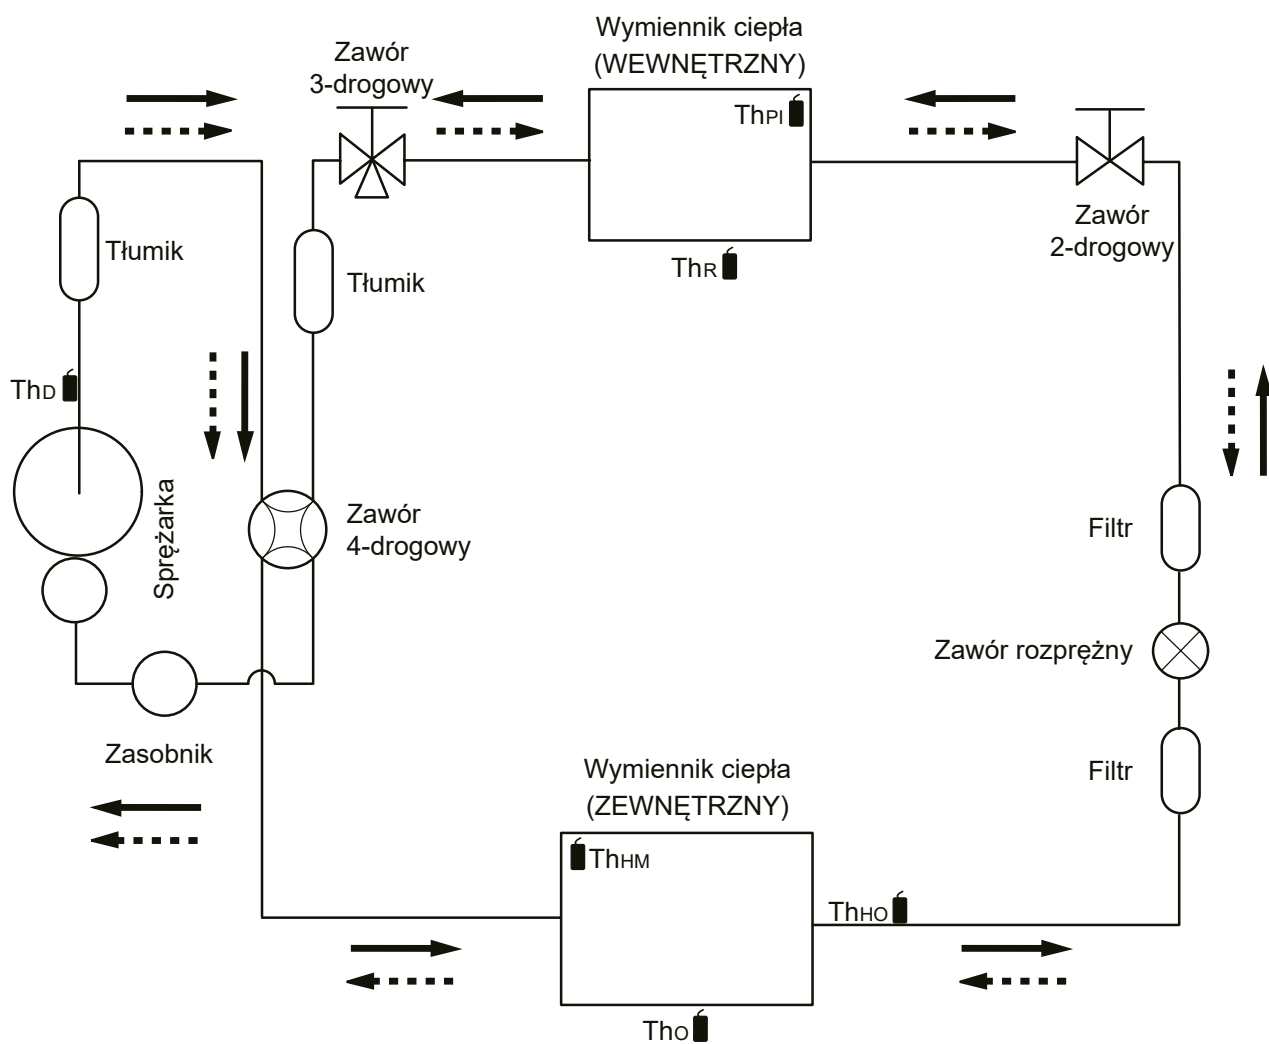 Wymiennik ciepła
(WEWNĘTRZNY)
Zawór
3-drogowy
ThPI
Zawór
2-drogowy
Tłumik
ThR
Tłumik
ThD
Sprężarka
Zawór
4-drogowy
Filtr
Zawór rozprężny
Zasobnik
Filtr
Wymiennik ciepła
(ZEWNĘTRZNY)
ThHM
ThHO
ThO